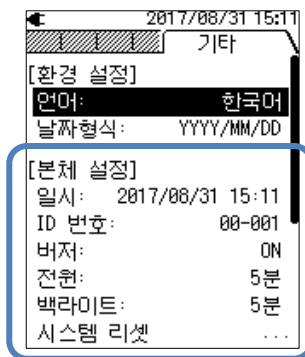 2017/08/31 15:11
기타
[환경 설정]
언어: 한국어
날짜형식: YYYY/MM/DD
[본체 설정]
일시: 2017/08/31 15:11
ID 번호: 00-001
버저: ON
전원: 5분
백라이트: 5분
시스템 리셋 ...